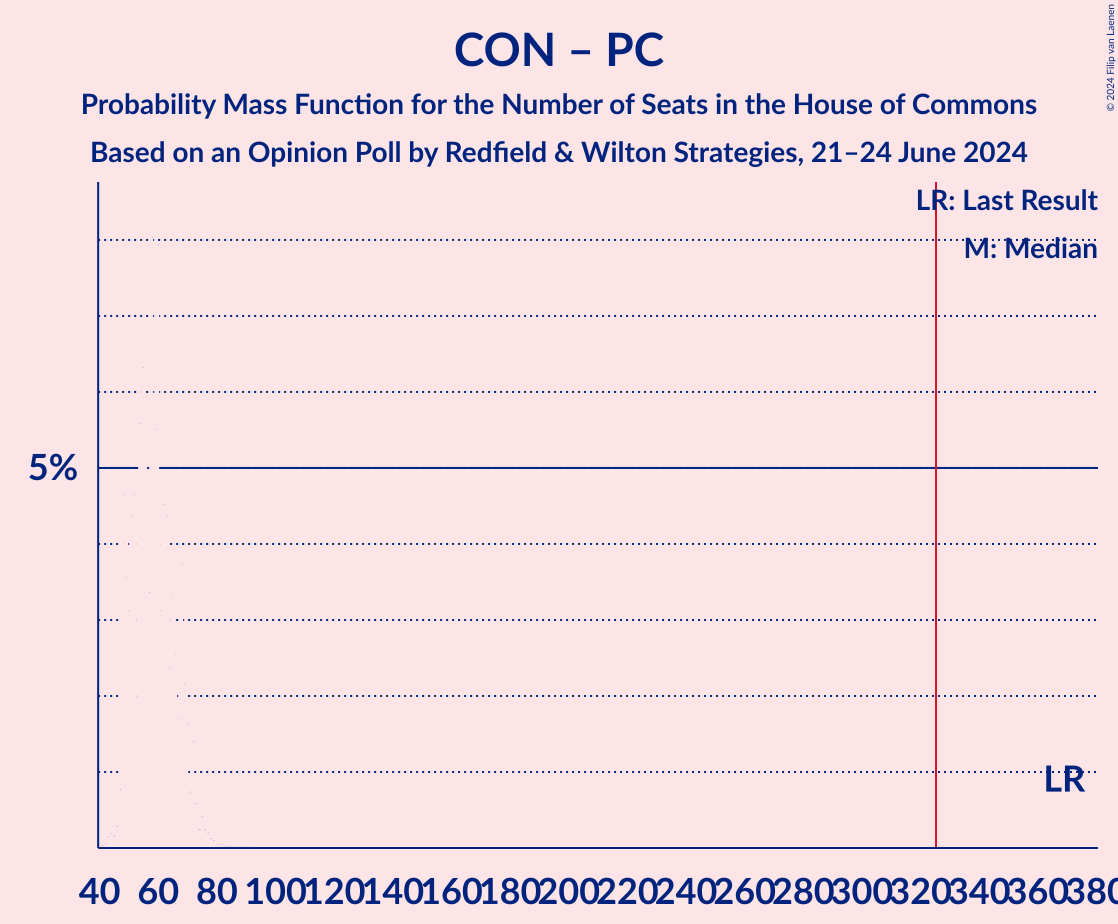 CON – PC
Probability Mass Function for the Number of Seats in the House of Commons
Based on an Opinion Poll by Redfield & Wilton Strategies, 21–24 June 2024
© 2024 Filip van Laenen
LR: Last Result
M: Median
5%
LR
40 60 80 100 120 140 160 180 200 220 240 260 280 300 320 340 360 380